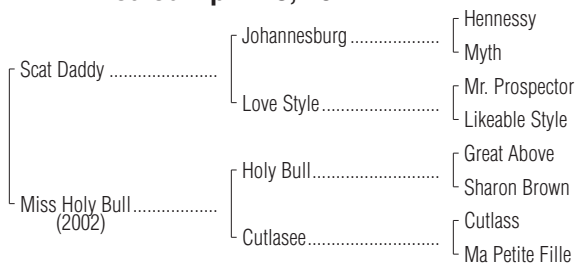 Hennessy
Johannesburg ....................
Myth
Scat Daddy ........................
Mr. Prospector
Love Style..........................
Likeable Style
Great Above
Holy Bull............................
Sharon Brown
Miss Holy Bull...................
(2002)
Cutlass
Cutlasee.............................
Ma Petite Fille